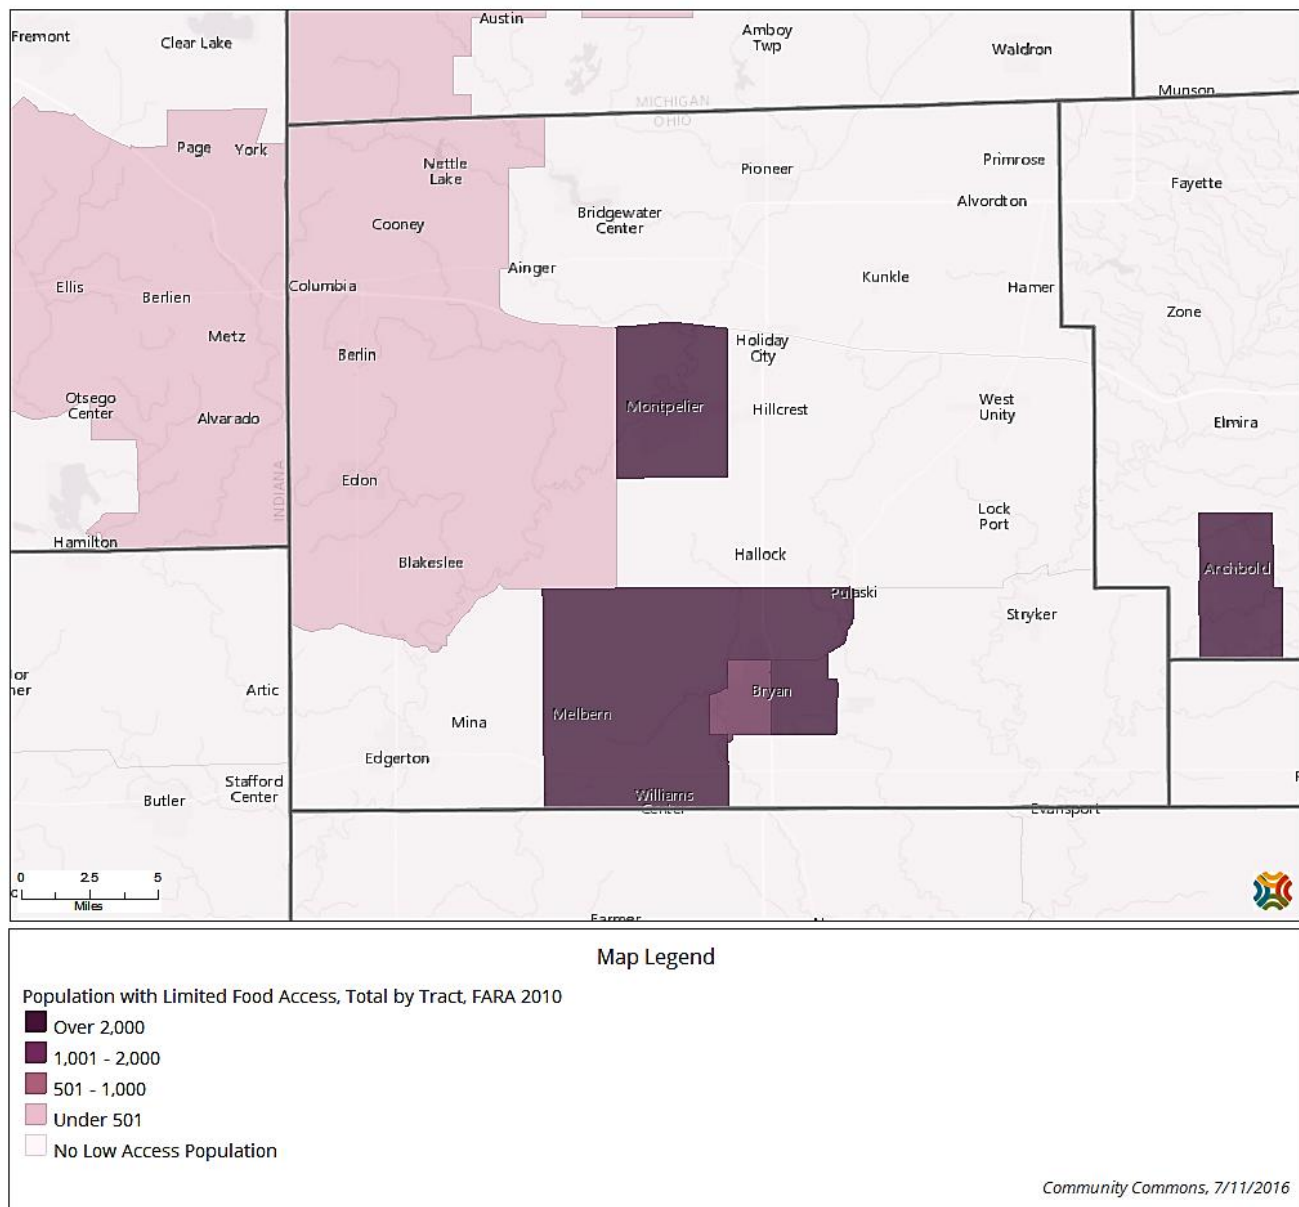 Austin
Fremont
Clear Lake
Amboy
Twp
Waldron
Munson
MICHIGAN
OHIO
Page
York
Nettle
Lake
Pioneer
Primrose
Fayette
Cooney
Bridgewater
Center
Alvordton
Ainger
Kunkle
Hamer
Ellis
Berlien
Columbia
Zone
Metz
Berlin
Holiday
City
Otsego
Center
Alvarado
Montpelier
Hillcrest
West
Unity
Elmira
Edon
INDIANA
Lock
Port
Hamilton
Blakeslee
Hallock
Archbold
Pulaski
Stryker
Artic
Mina
Melbern
Bryan
Edgerton
Butler
Stafford
Center
Williams
Center
Evansport
0 2.5 5
Miles
Farmer
Map Legend
Population with Limited Food Access, Total by Tract, FARA 2010
Over 2,000
1,001 - 2,000
501 - 1,000
Under 501
No Low Access Population
Community Commons, 7/11/2016